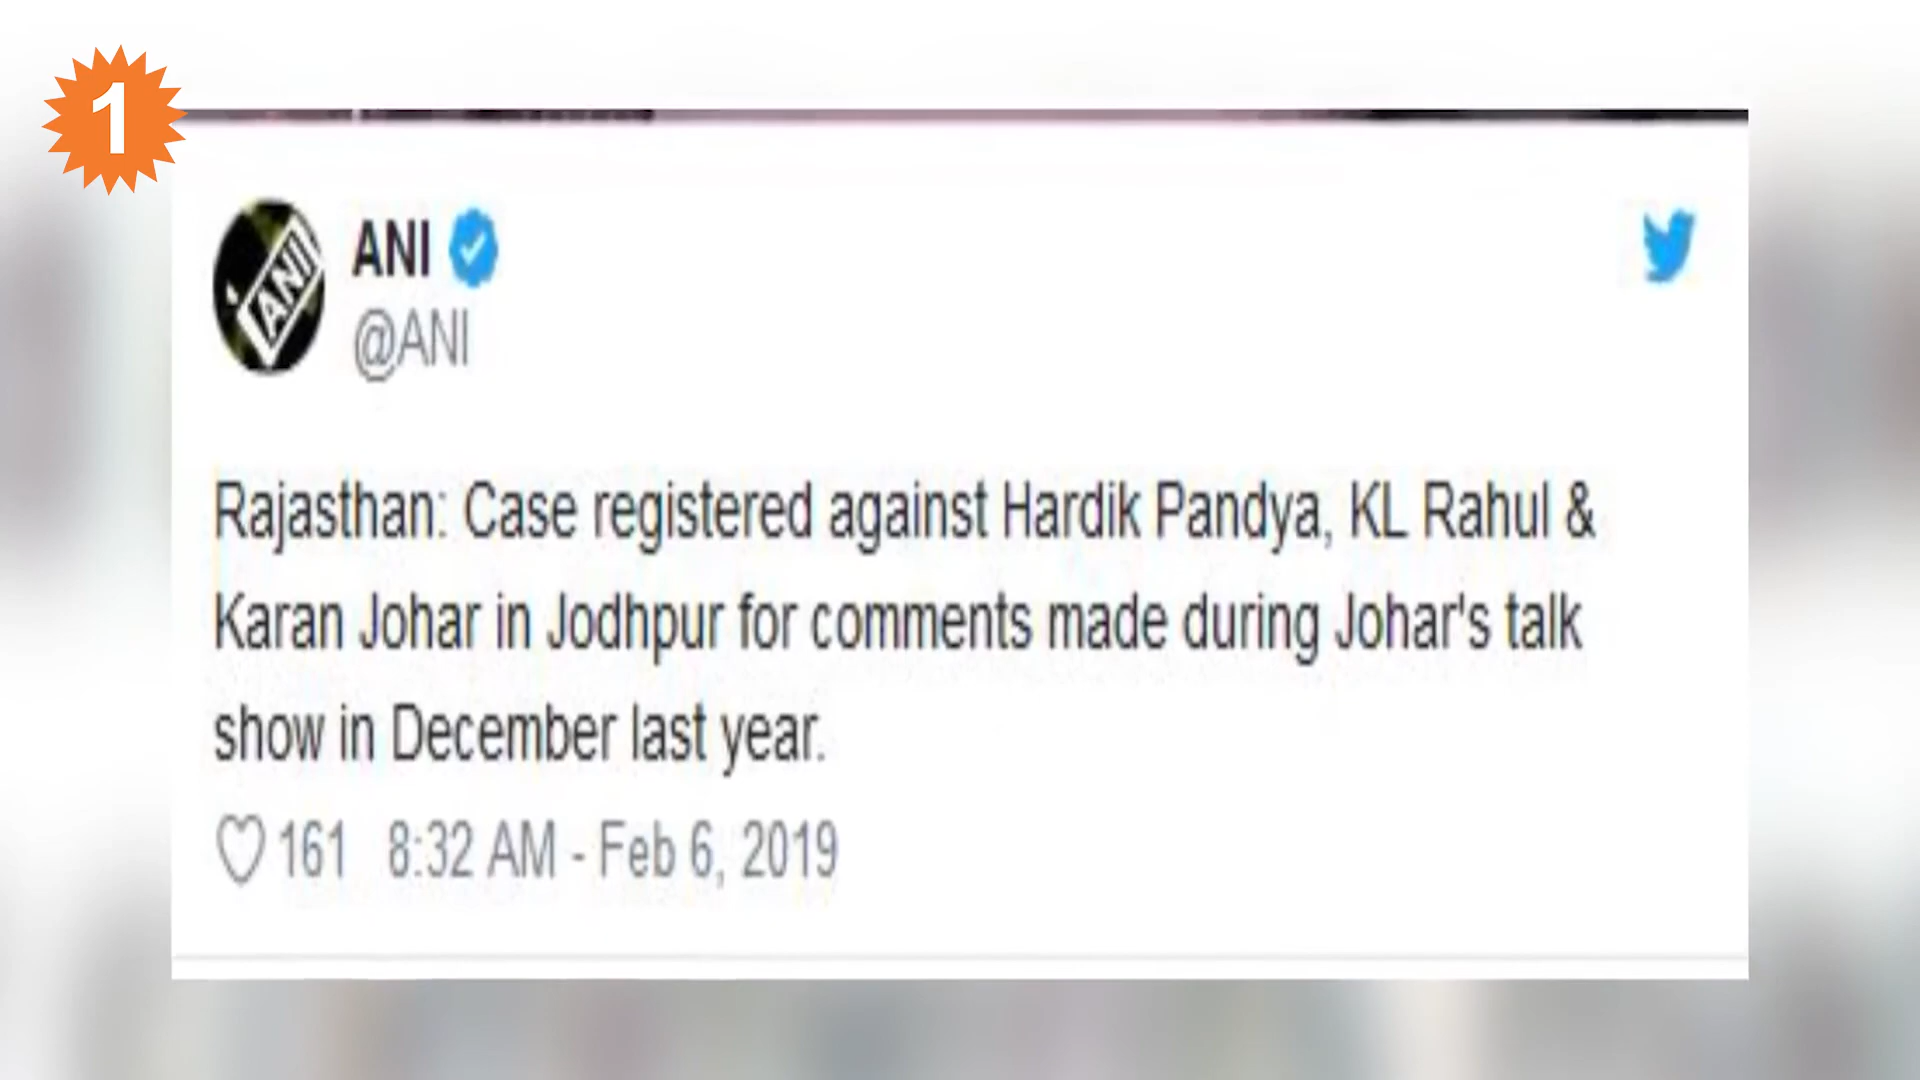 1
ANI
ANI
@ANI
Rajasthan: Case registered against Hardik Pandya, KL Rahul &
Karan Johar in Jodhpur for comments made during Johar's talk
show in December last year.
161 8:32 AM - Feb 6, 2019